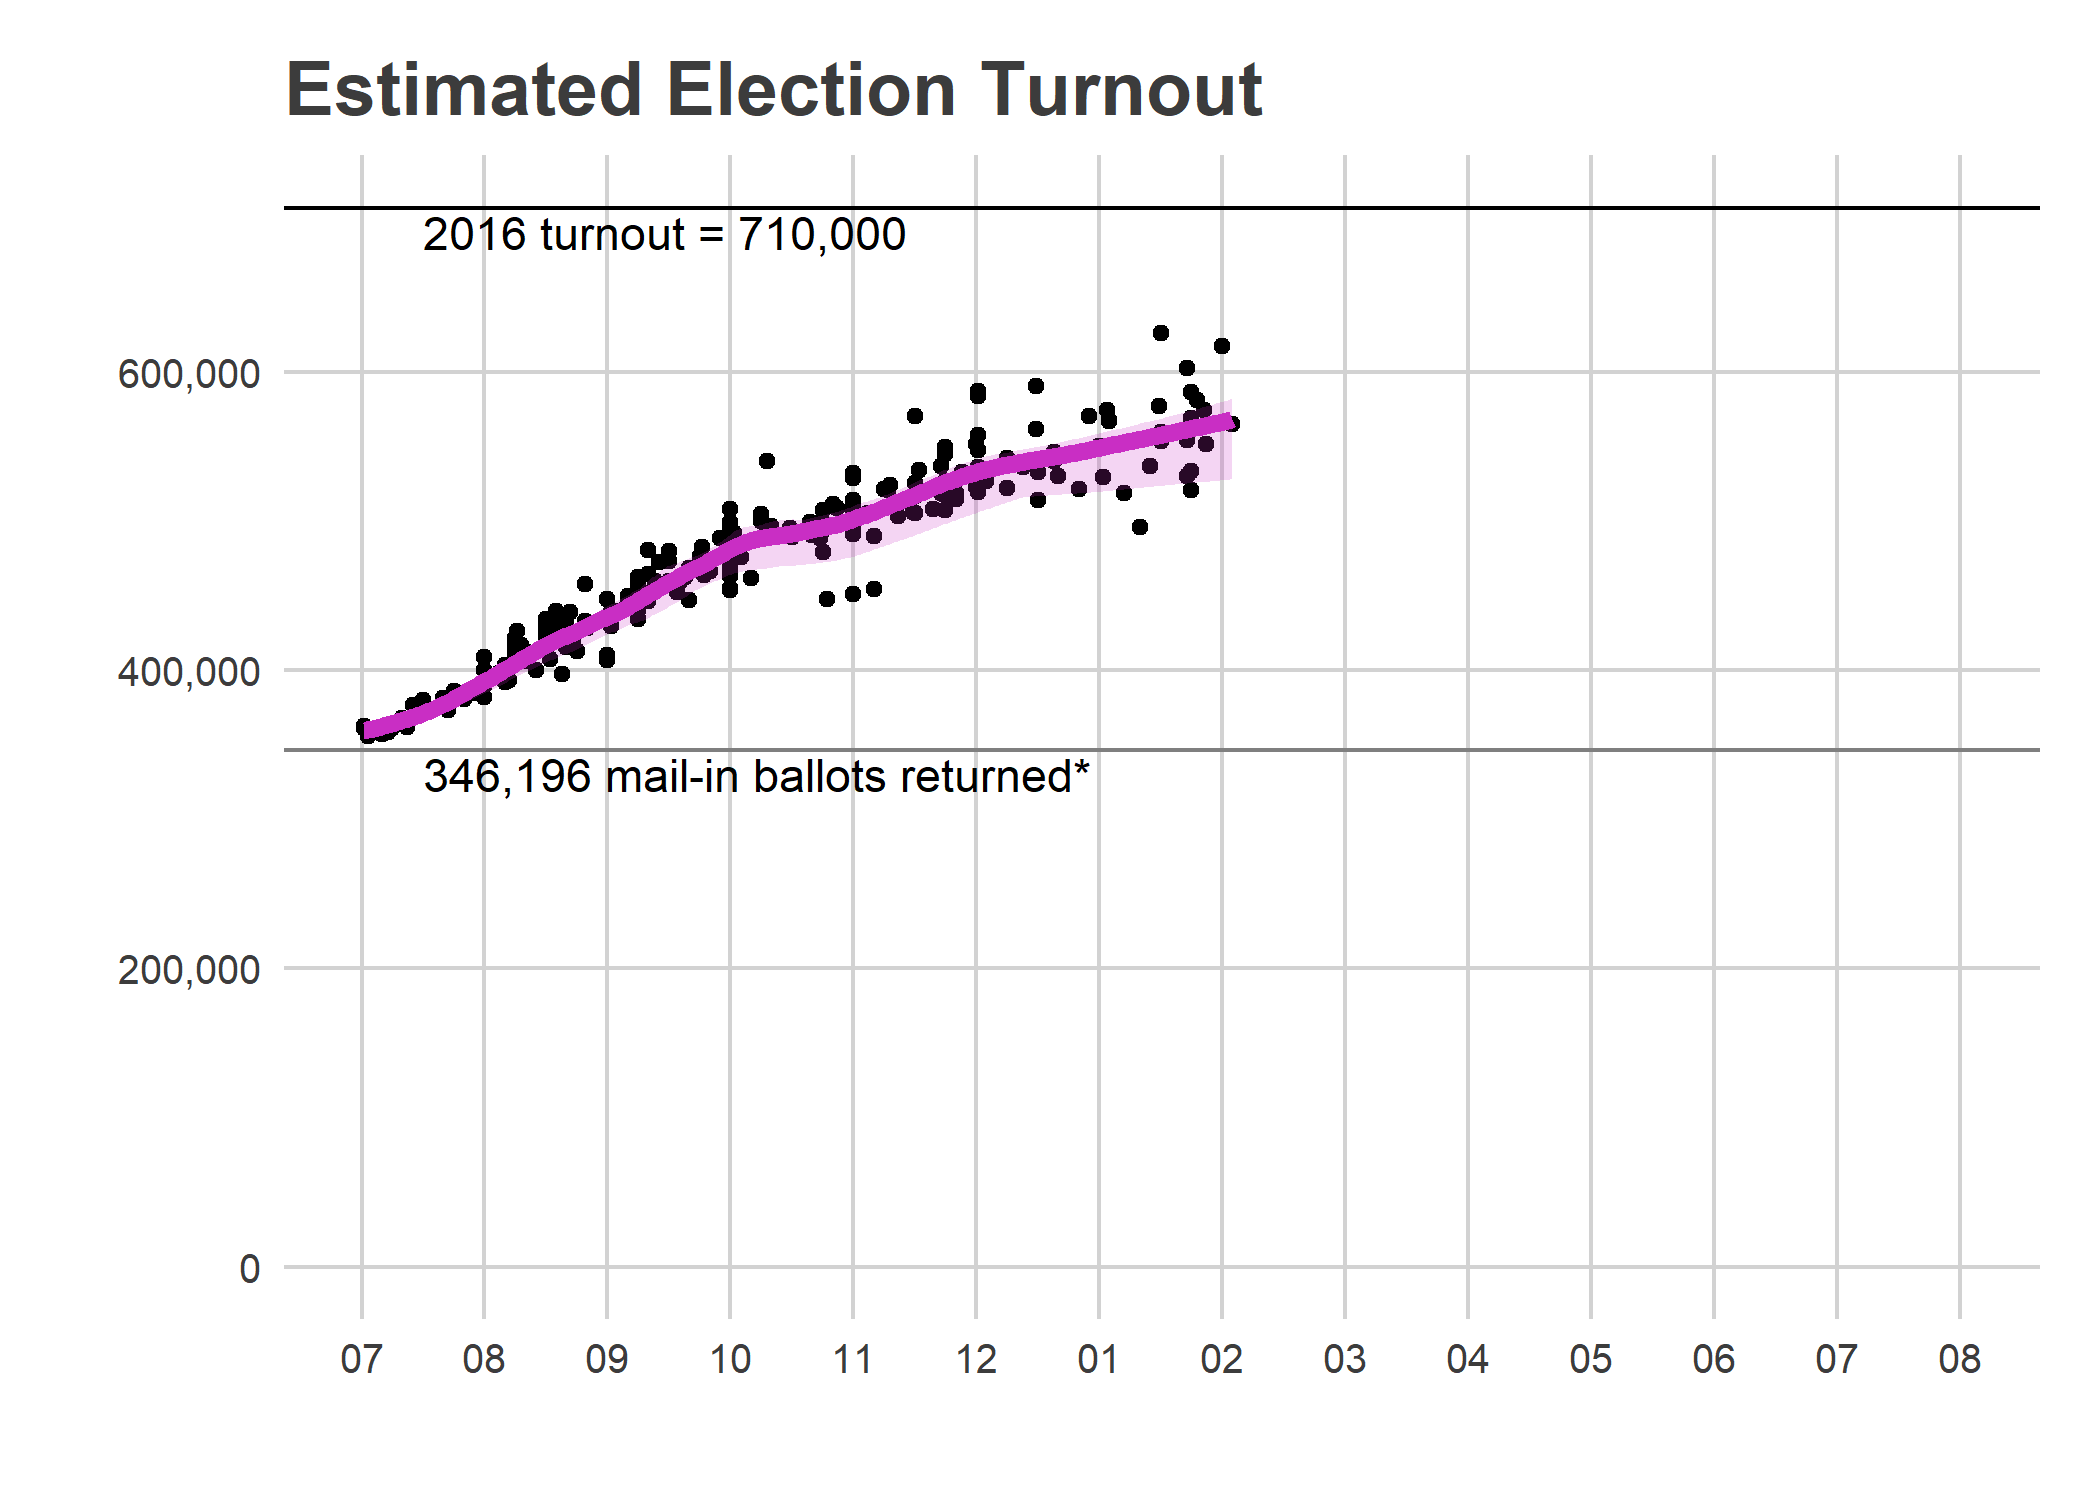 Estimated Election Turnout
2016 turnout = 710,000
600,000
400,000
346,196 mail-in ballots returned*
200,000
0
07 08 09 10 11 12 01 02 03 04 05 06 07 08